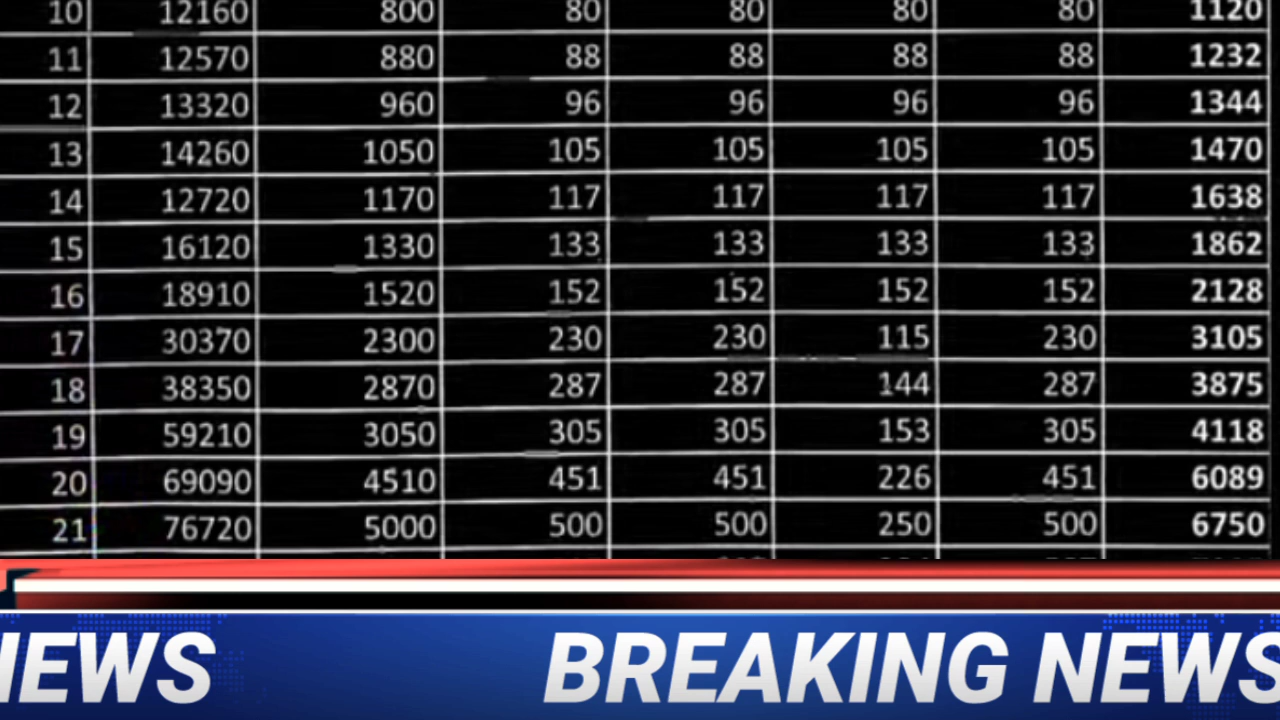 10 12160 800 80 80 80 80 1120
11 12570 880 88 88 88 88 1232
12 13320 960 96 96 96 96 1344
13 14260 1050 105 105 105 105 1470
14 12720 1170 117 117 117 117 1638
15 16120 1330 133 133 133 133 1862
16 18910 1520 152 152 152 152 2128
17 30370 2300 230 230 115 230 3105
18 38350 2870 287 287 144 287 3875
19 59210 3050 305 305 153 305 4118
20 69090 4510 451 451 226 451 6089
21 76720 5000 500 500 250 500 6750
NEWS BREAKING NEWS